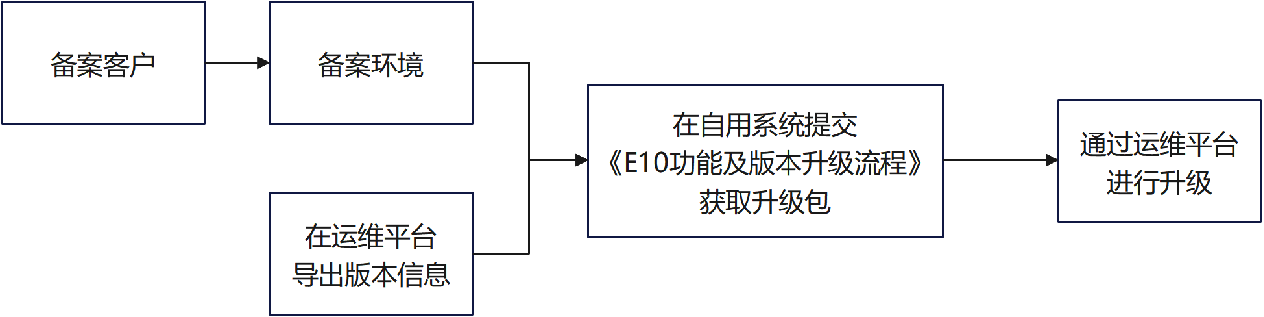 备案客户
备案环境
在运维平台
导出版本信息
在自用系统提交
《E10功能及版本升级流程》
获取升级包
通过运维平台
进行升级